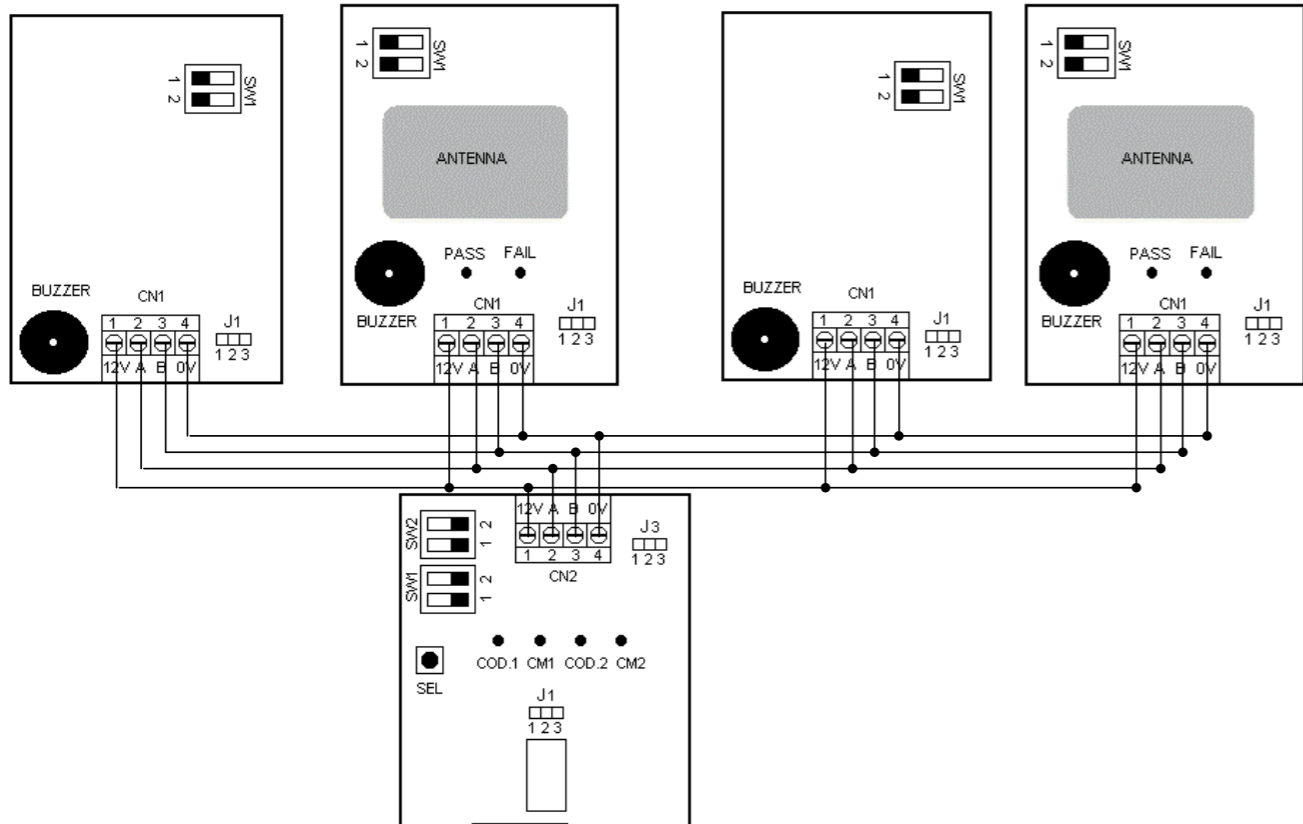 1
2
SW1
BUZZER
CN1
1 2 3 4
J1
1 2 3
12V A B 0V
1
2
SW1
ANTENNA
PASS FAIL
BUZZER
CN1
1 2 3 4
J1
1 2 3
12V A B 0V
1
2
SW1
BUZZER
CN1
1 2 3 4
J1
1 2 3
12V A B 0V
1
2
SW1
ANTENNA
PASS FAIL
BUZZER
CN1
1 2 3 4
J1
1 2 3
12V A B 0V
12V A B 0V
1 2 3 4
CN2
J3
1 2 3
SW2
2
1
SW1
2
1
COD.1 CM1 COD.2 CM2
SEL
J1
1 2 3